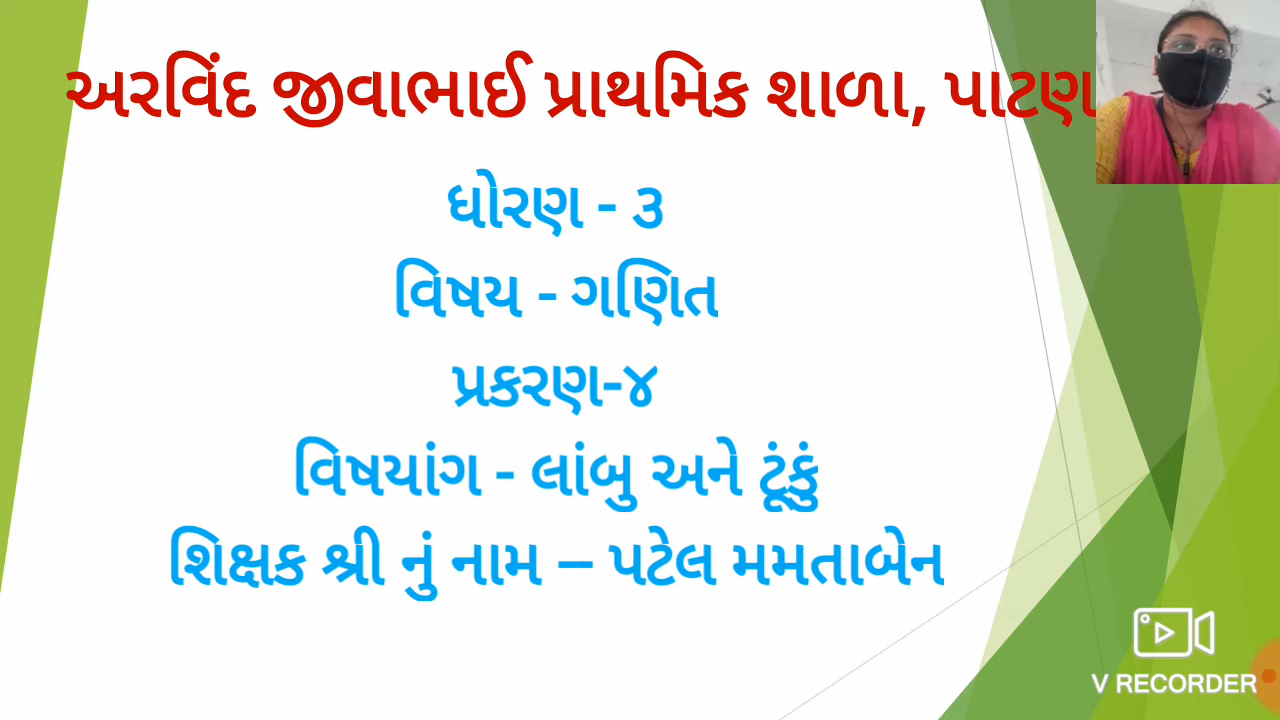 અરવિંદ જીવાભાઈ પ્રાથમિક શાળા, પાટણ
ધોરણ - ૩
વિષય - ગણિત
પ્રકરણ-૪
વિષયાંગ - લાંબુ અને ટૂંકું
શિક્ષક શ્રી નું નામ – પટેલ મમતાબેન
V RECORDER